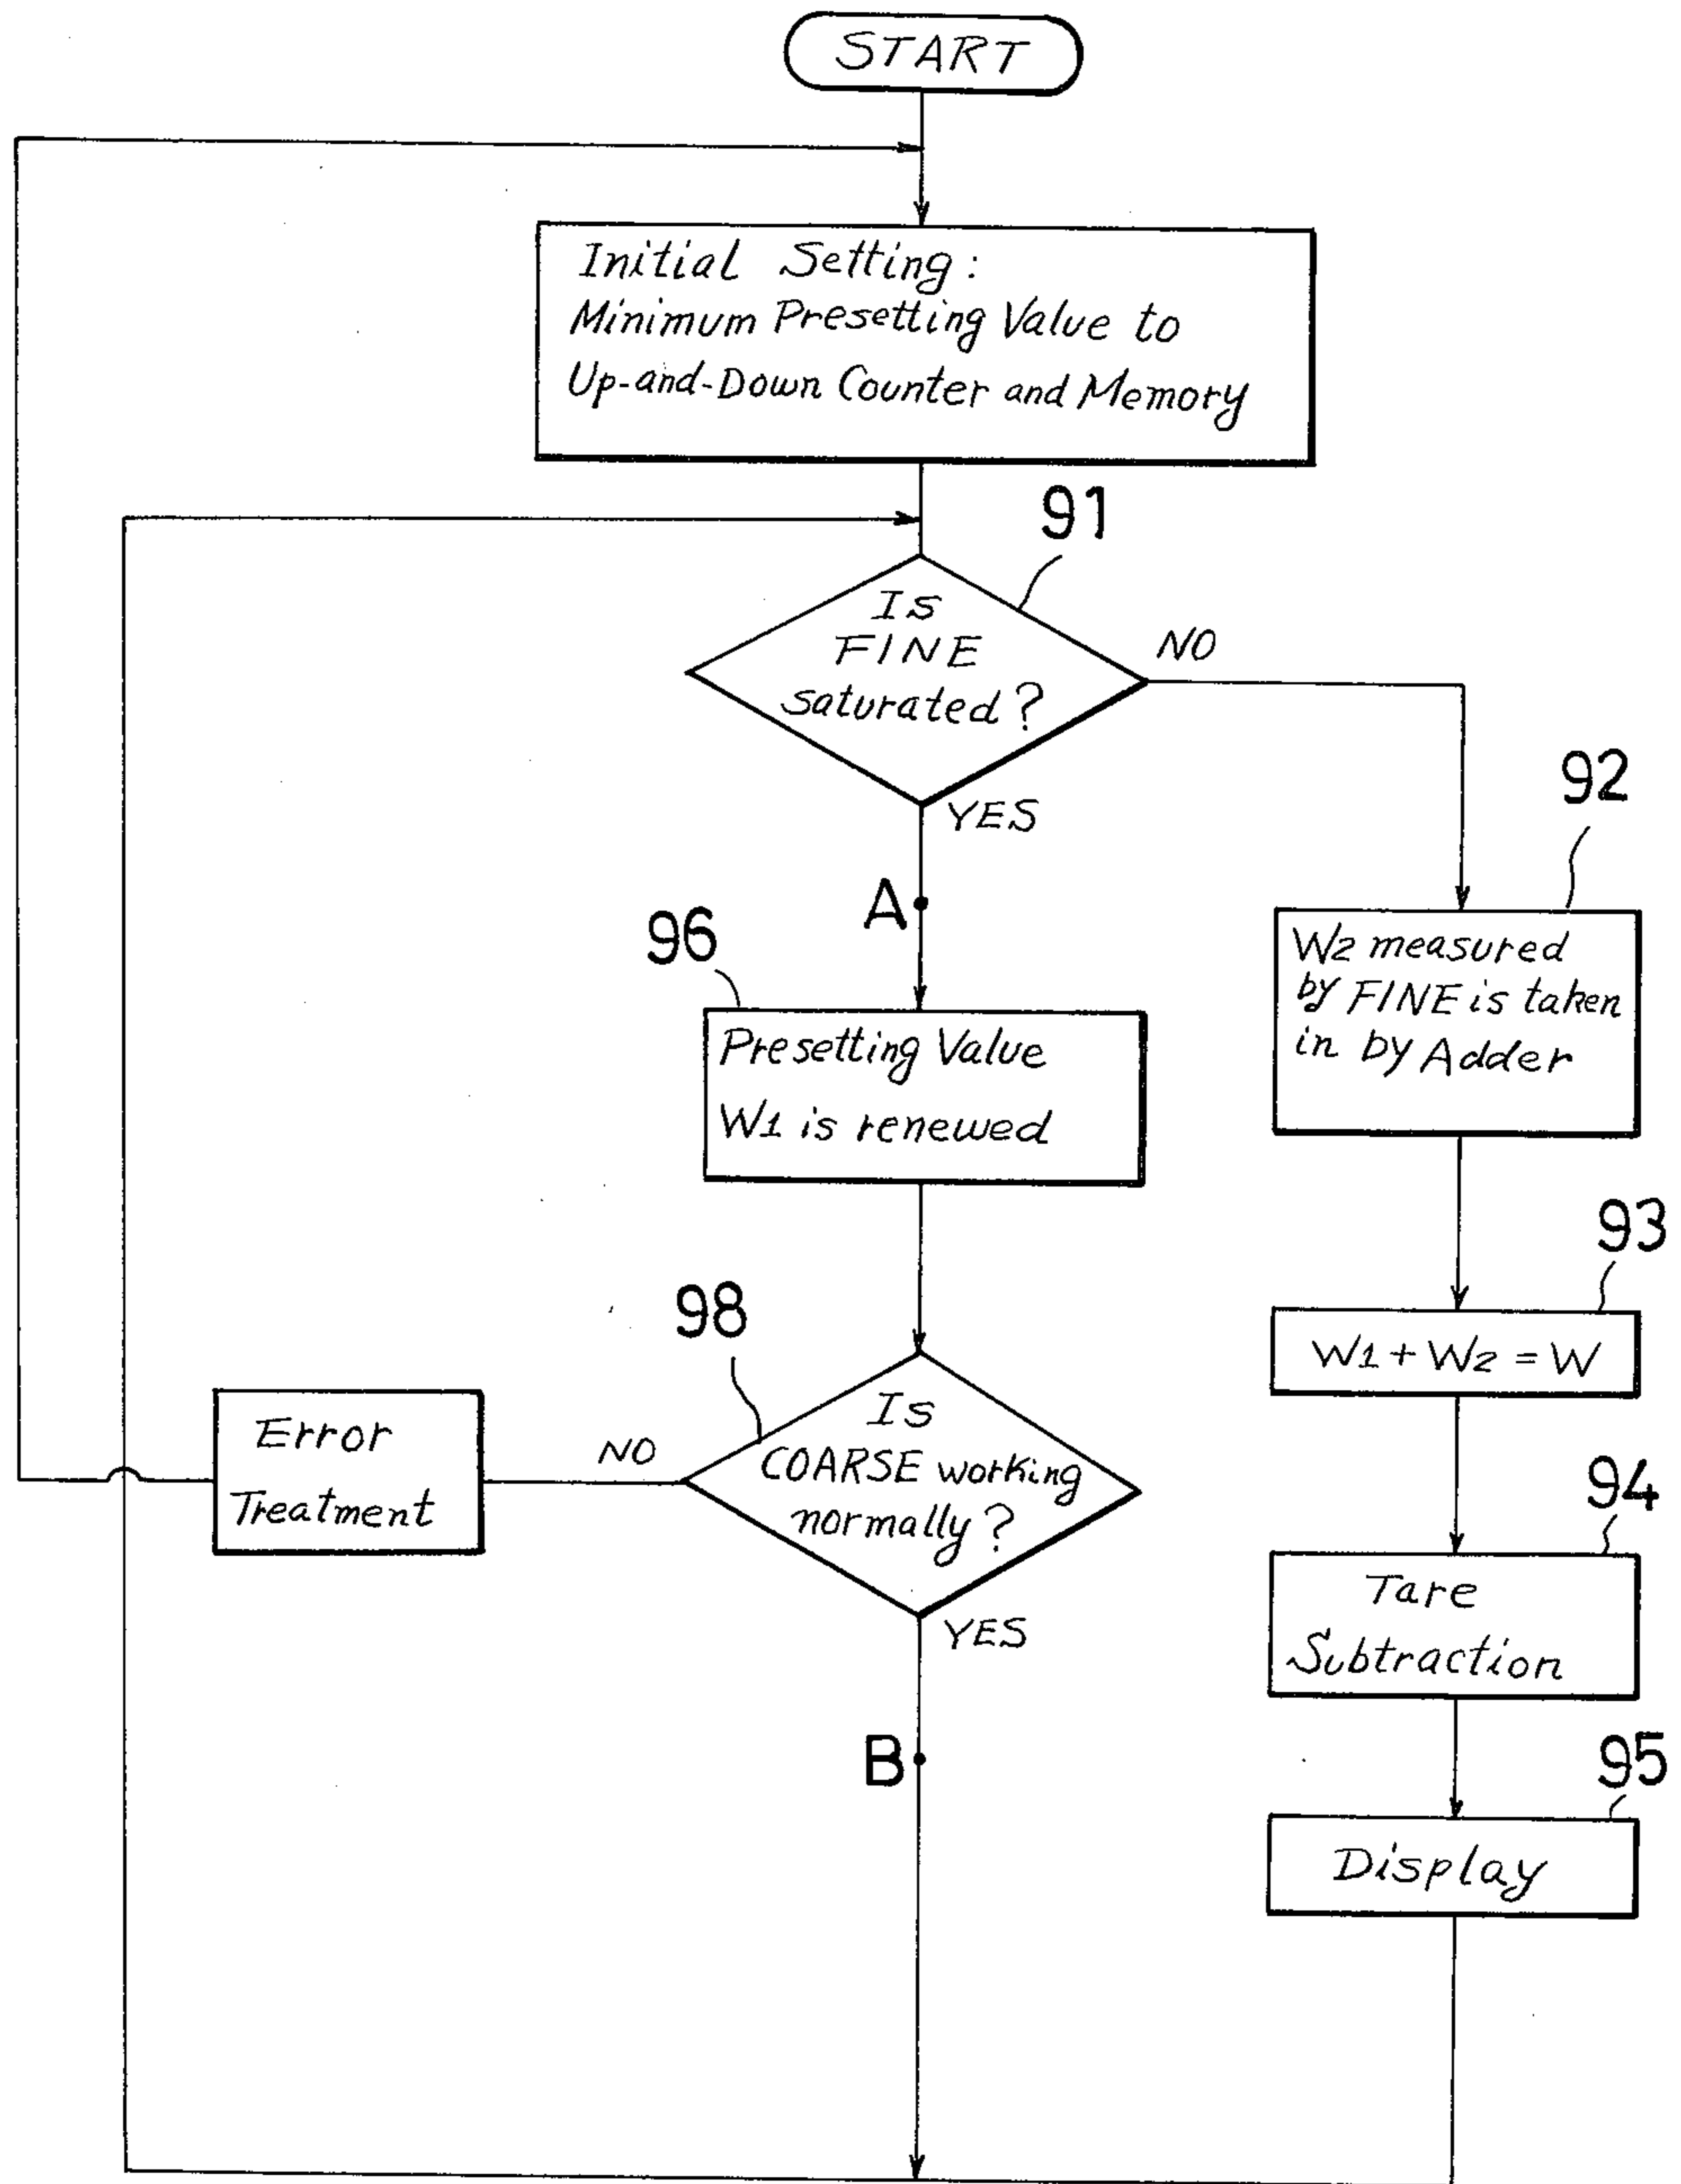 START
Initial Setting:
Minimum Presetting Value to
Up-and-Down Counter and Memory
91
Is
FINE
saturated?
NO
YES
92
W2 measured
by FINE is taken
in by Adder
A
96
Presetting Value
W1 is renewed
93
W1 + W2 = W
98
Is
COARSE working
normally?
NO
Error
Treatment
YES
94
Tare
Subtraction
B
95
Display